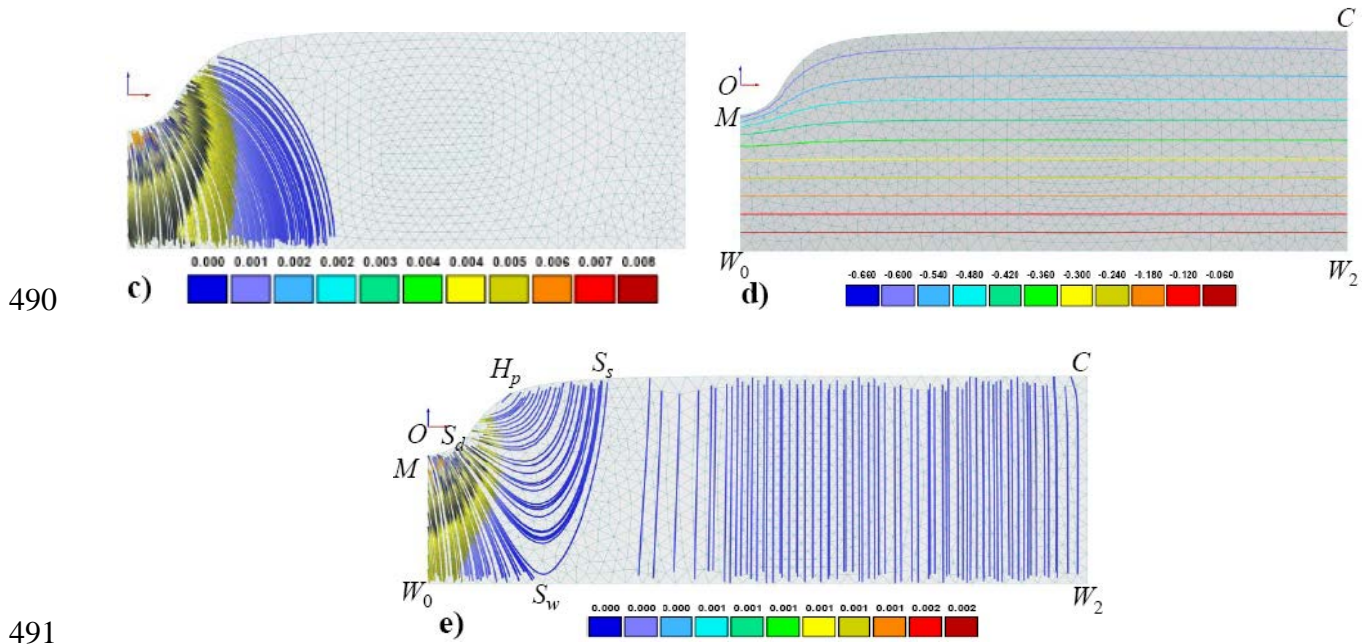 C
O
M
W0 W2
0.000 0.001 0.002 0.002 0.003 0.004 0.004 0.005 0.006 0.007 0.008
-0.660 -0.600 -0.540 -0.480 -0.420 -0.360 -0.300 -0.240 -0.180 -0.120 -0.060
490 c) d)
Hp Ss C
O Sd
M
W0 Sw W2
0.000 0.000 0.000 0.001 0.001 0.001 0.001 0.001 0.001 0.002 0.002
491 e)